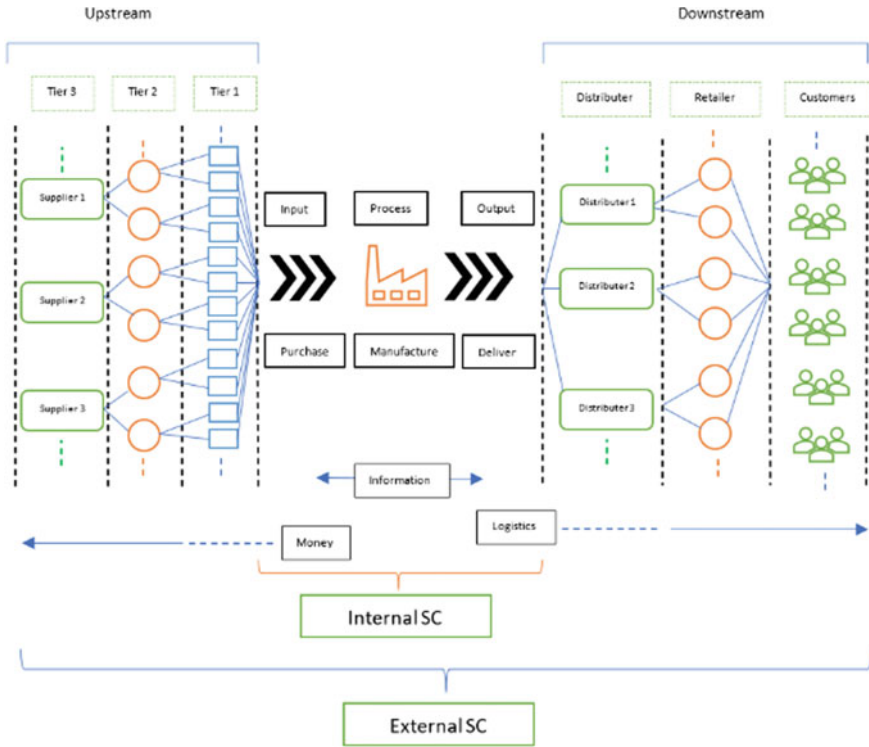 Upstream
Downstream
Tier 3
Tier 2
Tier 1
Distributer
Retailer
Customers
Supplier 1
Input
Process
Output
Distributer 1
Supplier 2
Distributer 2
Purchase
Manufacture
Deliver
Supplier 3
Distributer 3
Information
Logistics
Money
Internal SC
External SC